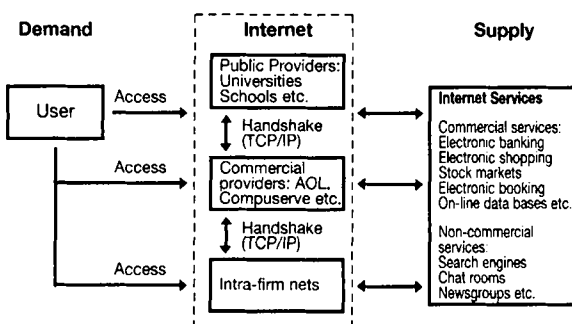 Demand
Internet
Supply
User
Access
Access
Access
Public Providers:
Universities
Schools etc.
Handshake
(TCP/IP)
Commercial
providers: AOL,
Compuserve etc.
Handshake
(TCP/IP)
Intra-firm nets
Internet Services
Commercial services:
Electronic banking
Electronic shopping
Stock markets
Electronic booking
On-line data bases etc.
Non-commercial
services:
Search engines
Chat rooms
Newsgroups etc.